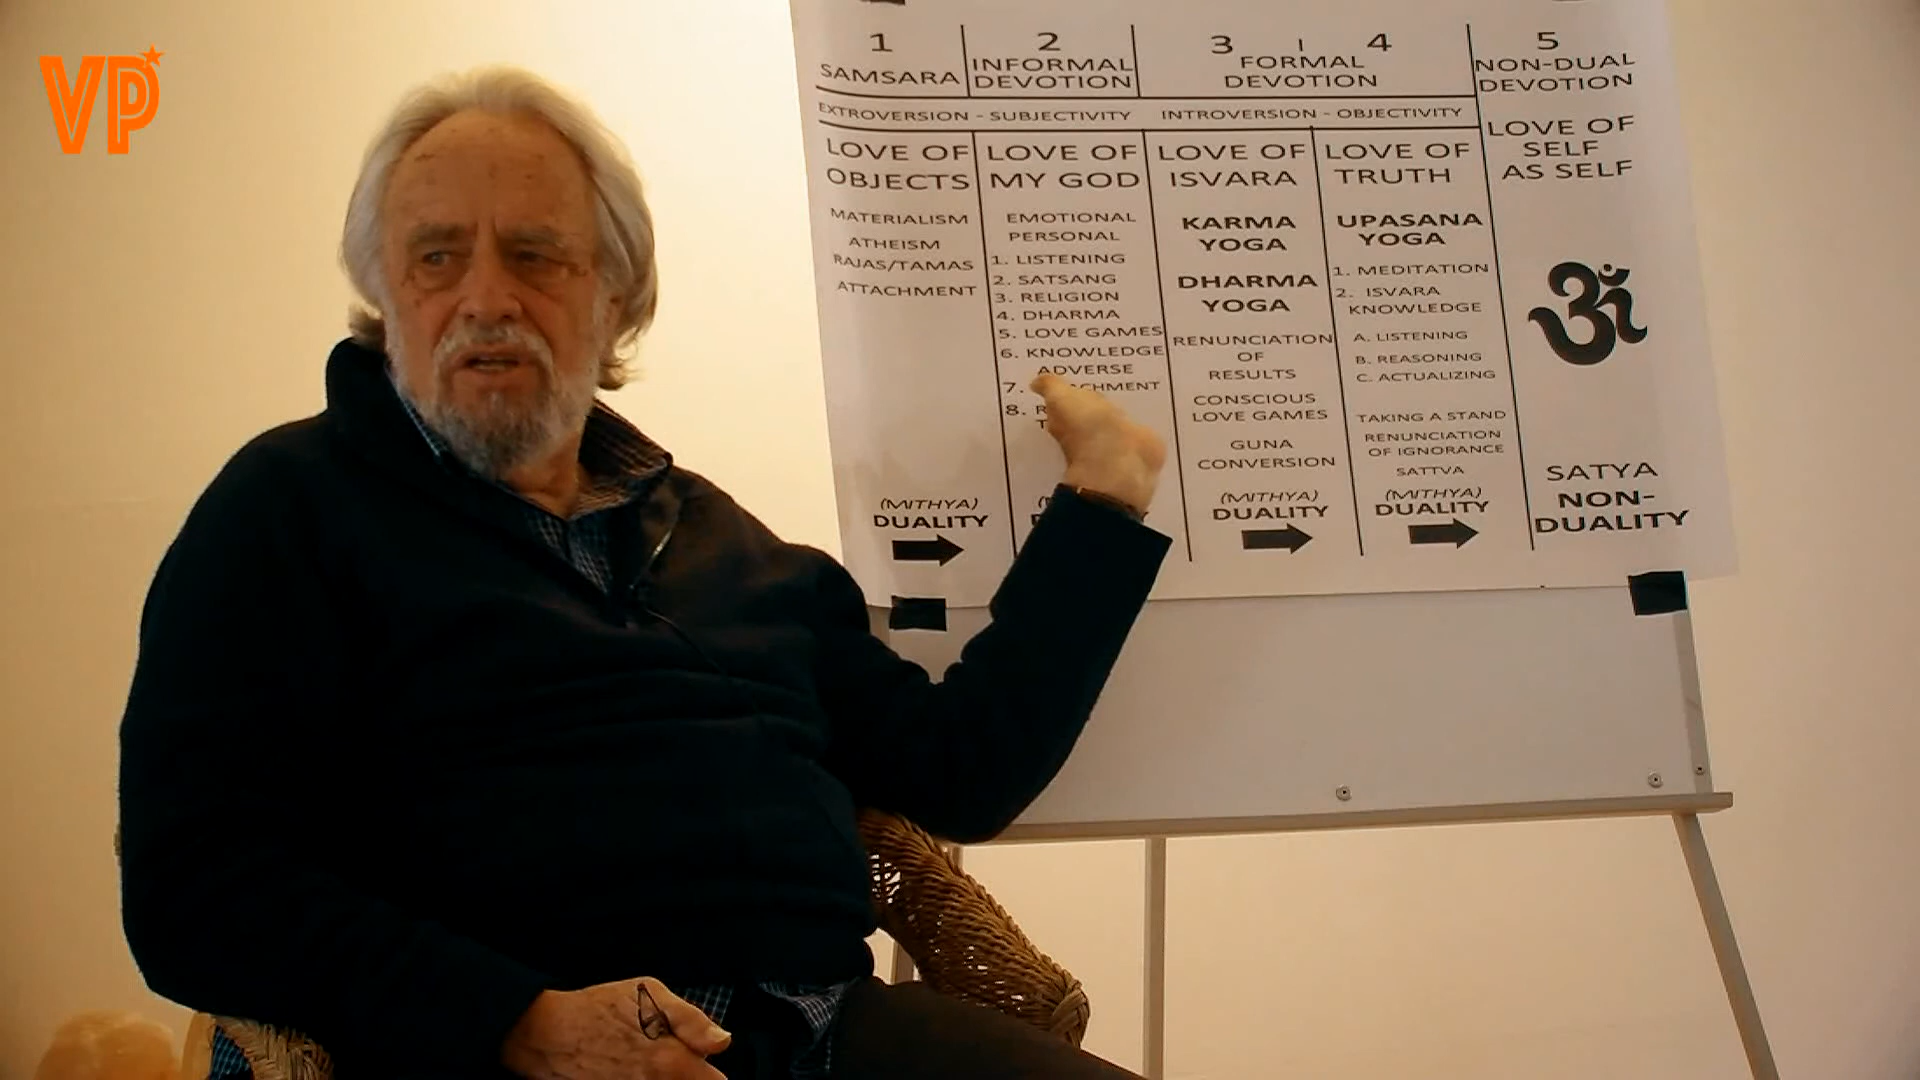 VP
1
SAMSARA
2
INFORMAL
DEVOTION
3 | 4
FORMAL
DEVOTION
5
NON-DUAL
DEVOTION
EXTROVERSION - SUBJECTIVITY
INTROVERSION - OBJECTIVITY
LOVE OF
OBJECTS
MATERIALISM
ATHEISM
RAJAS/TAMAS
ATTACHMENT
(MITHYA)
DUALITY
LOVE OF
MY GOD
EMOTIONAL
PERSONAL
1. LISTENING
2. SATSANG
3. RELIGION
4. DHARMA
5. LOVE GAMES
6. KNOWLEDGE
ADVERSE
7.
8.
LOVE OF
ISVARA
KARMA
YOGA
DHARMA
YOGA
RENUNCIATION
OF
RESULTS
CONSCIOUS
LOVE GAMES
GUNA
CONVERSION
(MITHYA)
DUALITY
LOVE OF
TRUTH
UPASANA
YOGA
1. MEDITATION
2. ISVARA
KNOWLEDGE
A. LISTENING
B. REASONING
C. ACTUALIZING
TAKING A STAND
RENUNCIATION
OF IGNORANCE
SATTVA
(MITHYA)
DUALITY
LOVE OF
SELF
AS SELF
ॐ
SATYA
NON-
DUALITY